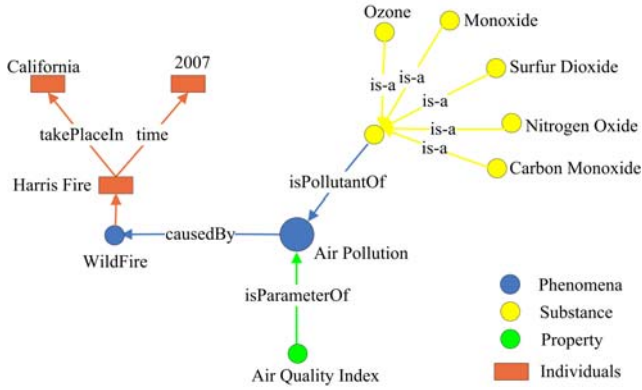 Ozone
Monoxide
California
2007
Surfur Dioxide
is-a
is-a
is-a
takePlaceIn
time
is-a
Nitrogen Oxide
is-a
Carbon Monoxide
Harris Fire
isPollutantOf
causedBy
WildFire
Air Pollution
isParameterOf
Phenomena
Substance
Property
Air Quality Index
Individuals